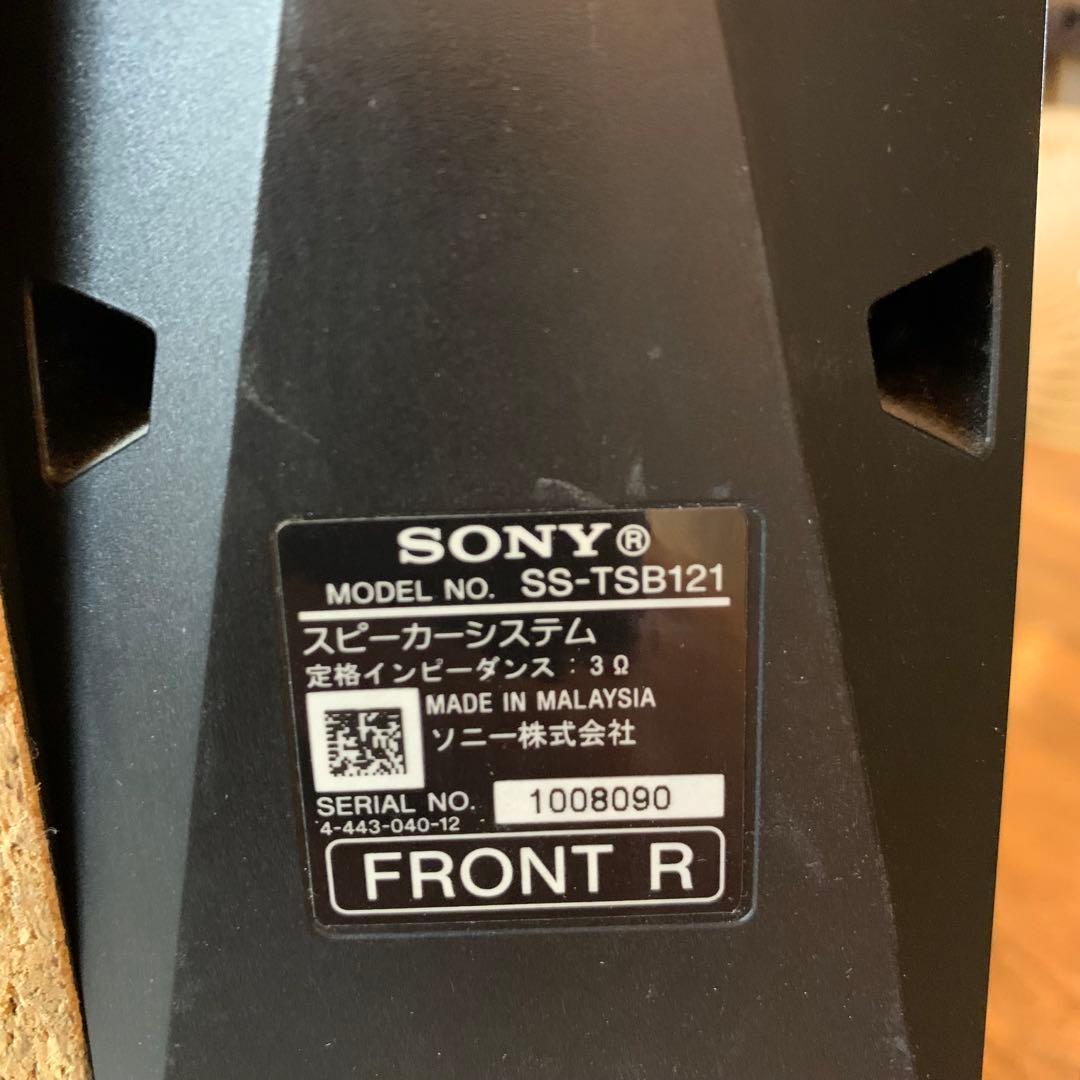 SONY®
MODEL NO. SS-TSB121
スピーカーシステム
定格インピーダンス : 3Ω
MADE IN MALAYSIA
ソニー株式会社
SERIAL NO. 1008090
4-443-040-12
FRONT R